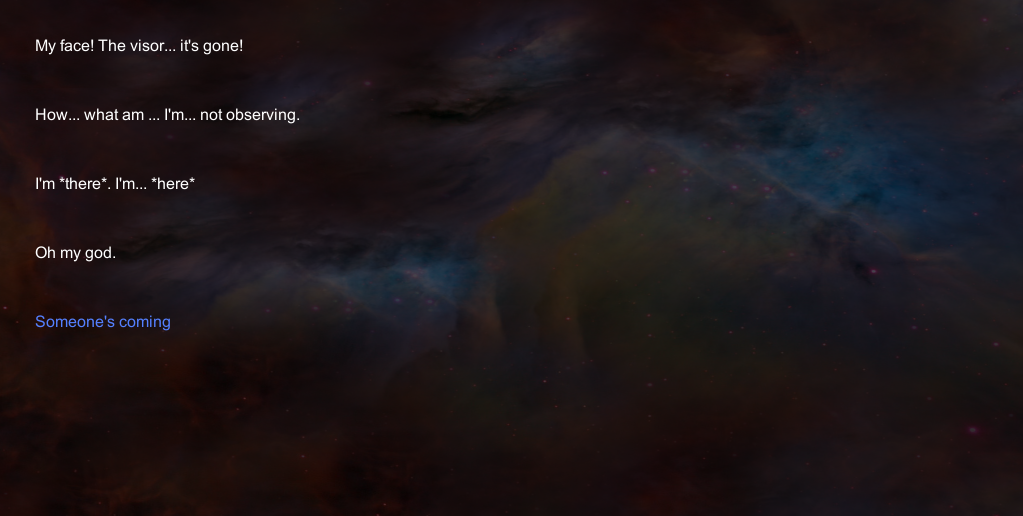 My face! The visor... it's gone!
How... what am ... I'm... not observing.
I'm *there*. I'm... *here*
Oh my god.
Someone's coming